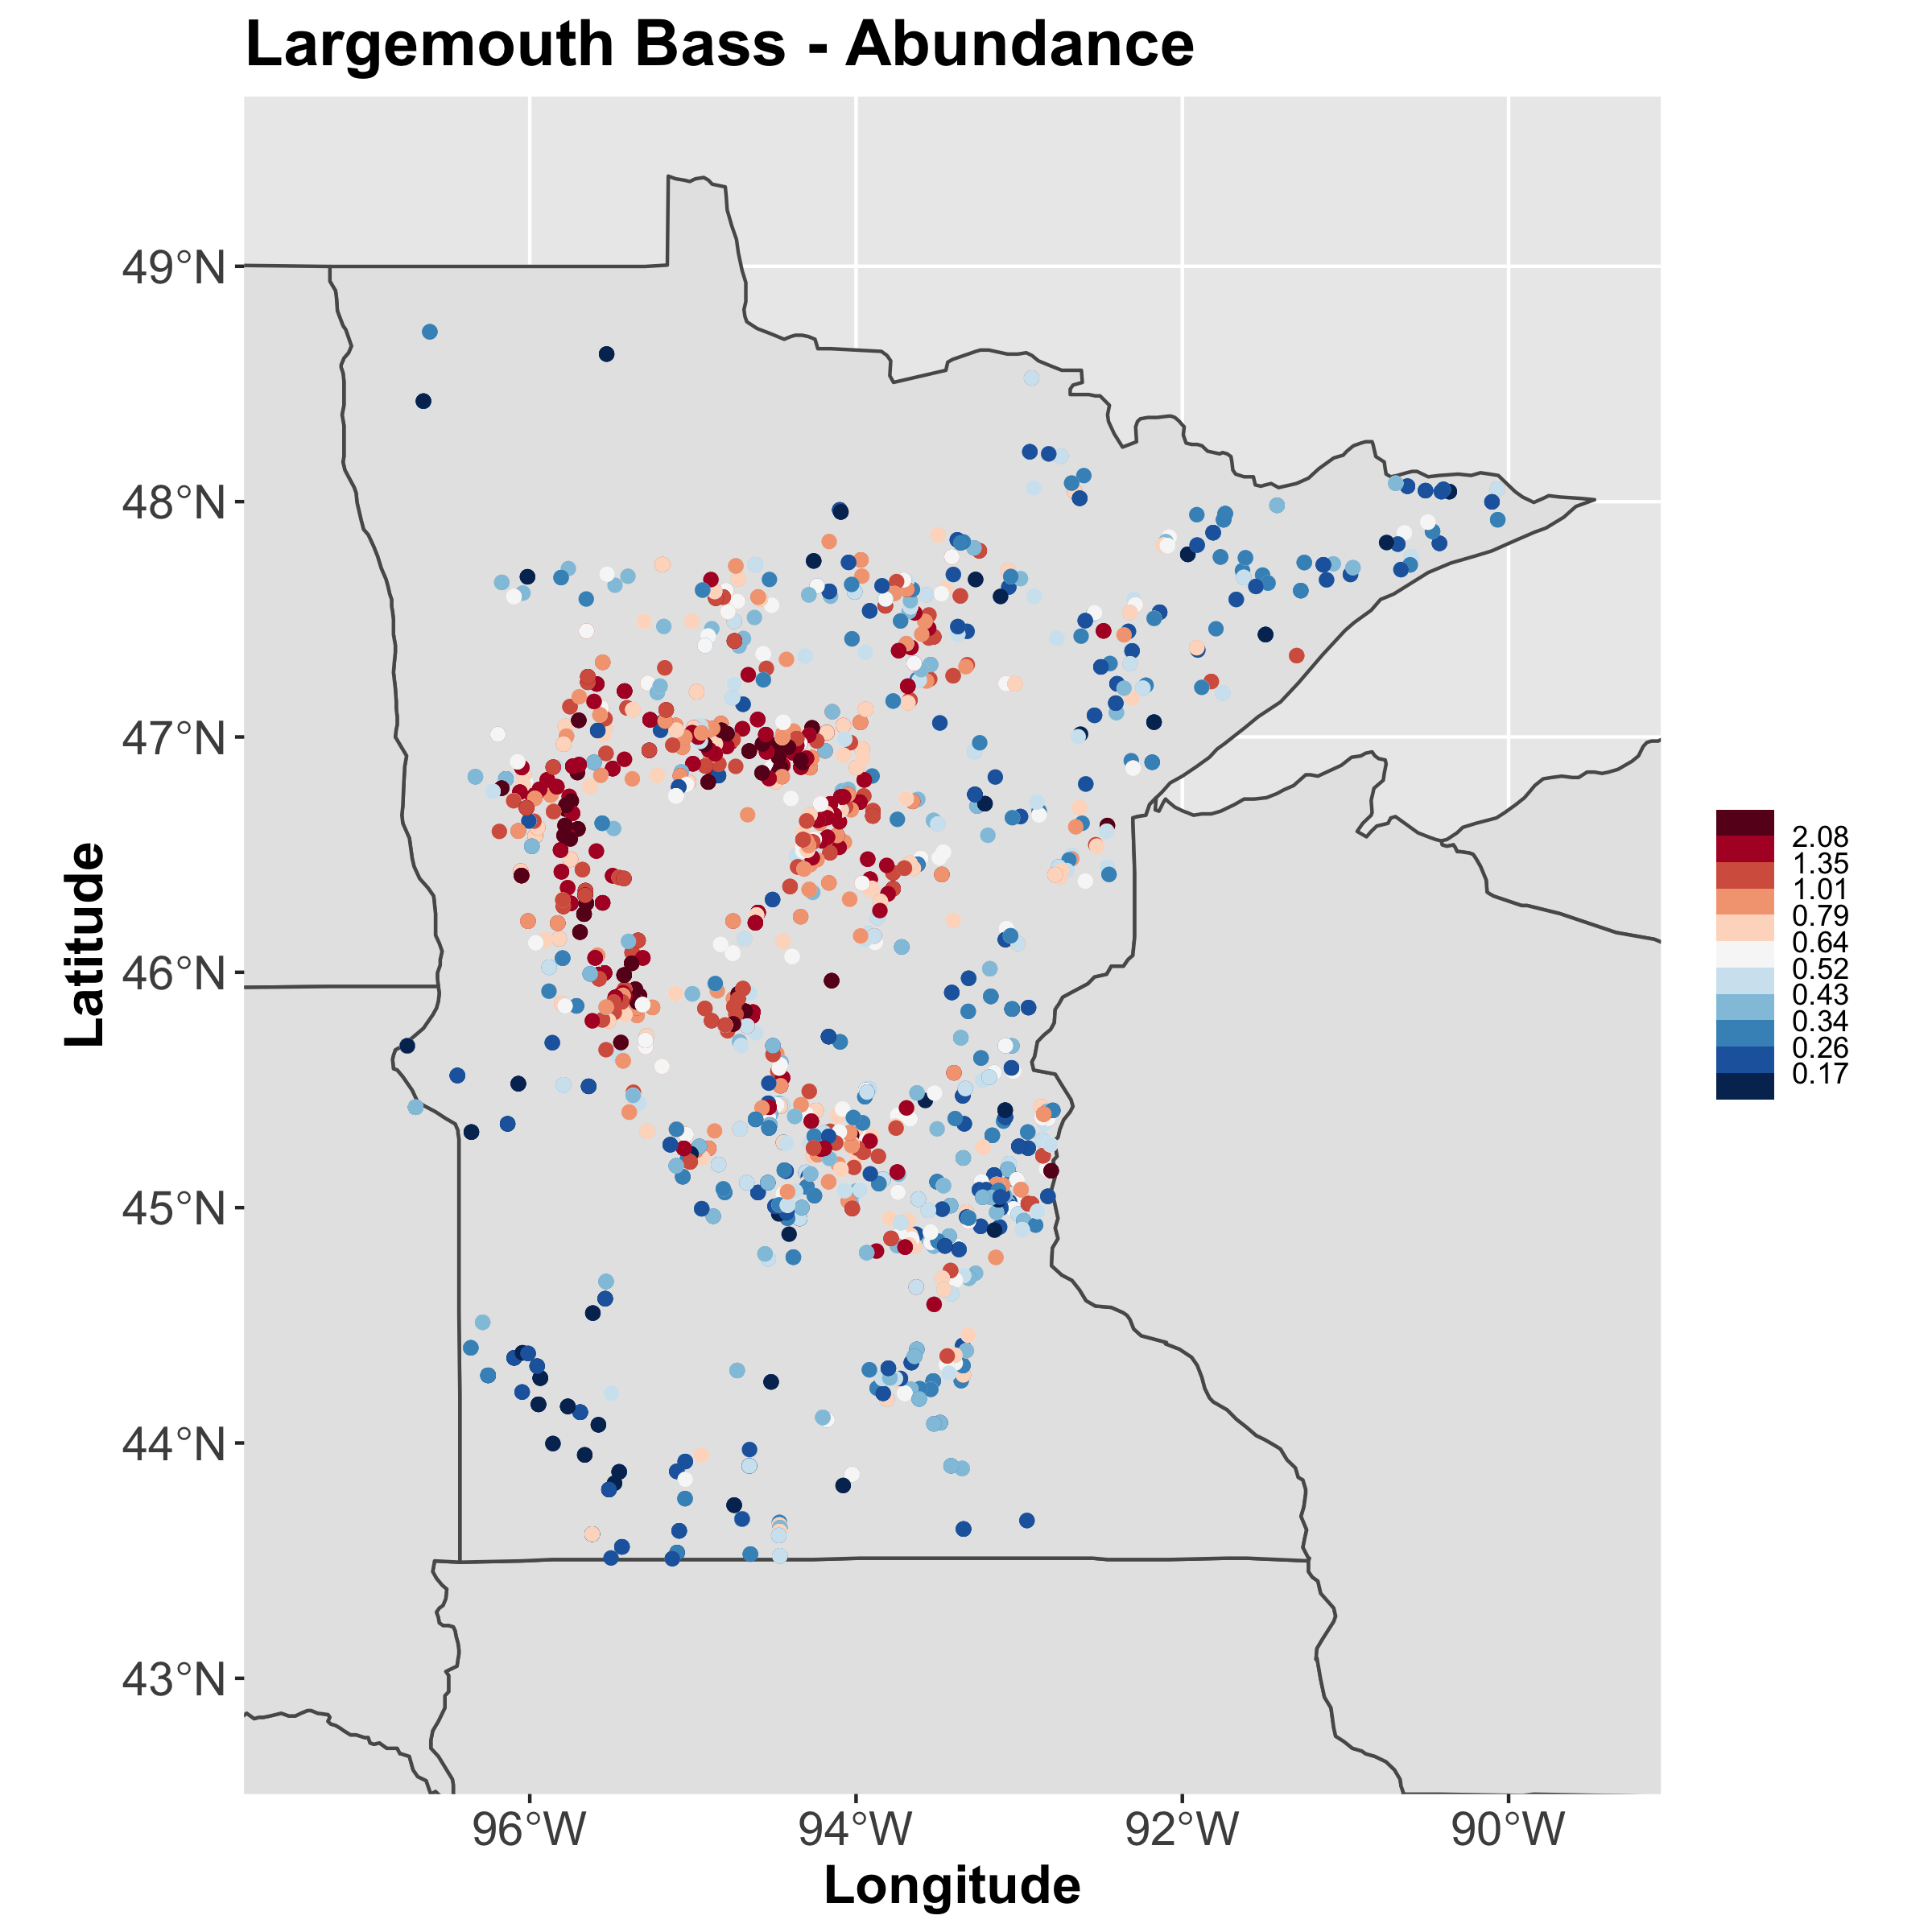 Largemouth Bass - Abundance
49°N
48°N
47°N
46°N
45°N
44°N
43°N
Latitude
2.08
1.35
1.01
0.79
0.64
0.52
0.43
0.34
0.26
0.17
96°W
94°W
92°W
90°W
Longitude